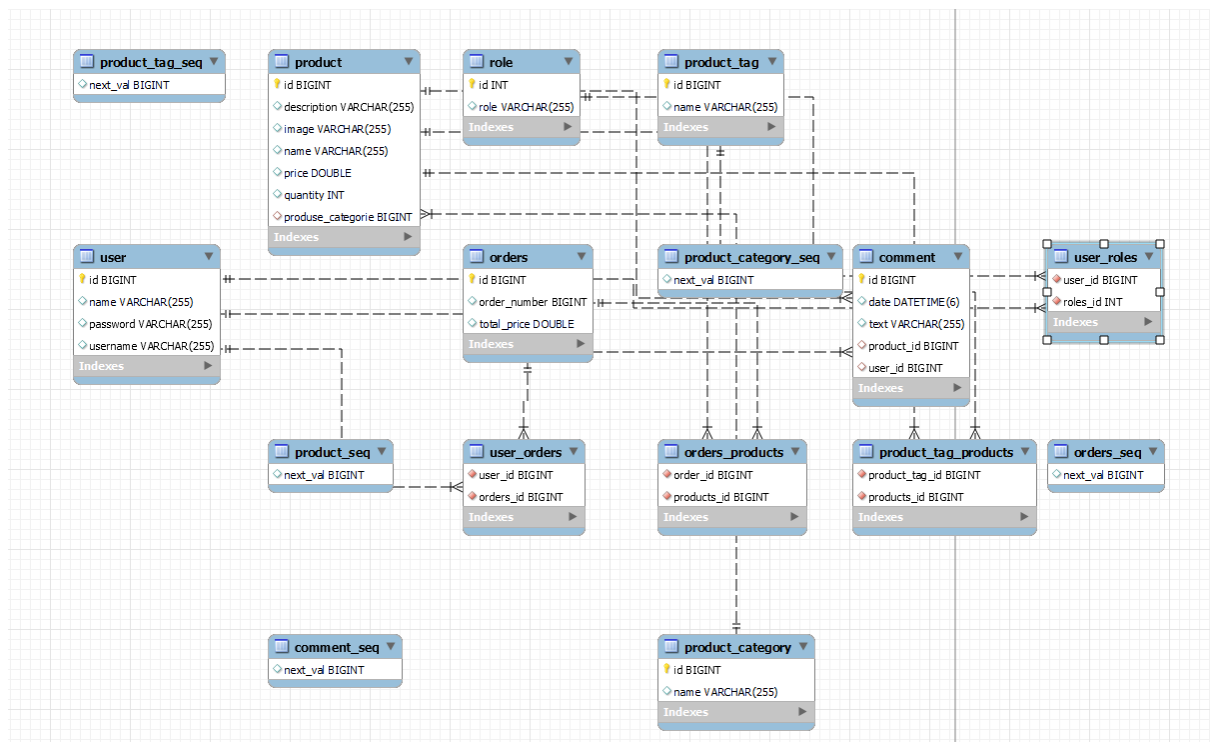 product_tag_seq
next_val BIGINT
product
id BIGINT
description VARCHAR(255)
image VARCHAR(255)
name VARCHAR(255)
price DOUBLE
quantity INT
produse_categorie BIGINT
Indexes
role
id INT
role VARCHAR(255)
Indexes
product_tag
id BIGINT
name VARCHAR(255)
Indexes
user
id BIGINT
name VARCHAR(255)
password VARCHAR(255)
username VARCHAR(255)
Indexes
orders
id BIGINT
order_number BIGINT
total_price DOUBLE
Indexes
product_category_seq
next_val BIGINT
comment
id BIGINT
date DATETIME(6)
text VARCHAR(255)
product_id BIGINT
user_id BIGINT
Indexes
user_roles
user_id BIGINT
roles_id INT
Indexes
product_seq
next_val BIGINT
user_orders
user_id BIGINT
orders_id BIGINT
Indexes
orders_products
order_id BIGINT
products_id BIGINT
Indexes
product_tag_products
product_tag_id BIGINT
products_id BIGINT
Indexes
orders_seq
next_val BIGINT
comment_seq
next_val BIGINT
product_category
id BIGINT
name VARCHAR(255)
Indexes